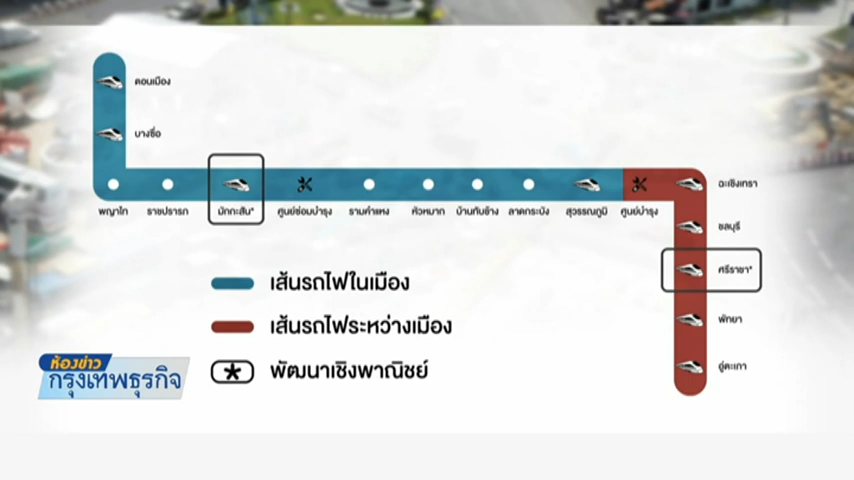 ดอนเมือง
บางซื่อ
พญาไท
ราชปรารภ
มักกะสัน*
ศูนย์ซ่อมบำรุง
รามคำแหง
หัวหมาก
บ้านทับช้าง
ลาดกระบัง
สุวรรณภูมิ
ศูนย์บำรุง
ฉะเชิงเทรา
ชลบุรี
ศรีราชา*
พัทยา
อู่ตะเภา
เส้นรถไฟในเมือง
เส้นรถไฟระหว่างเมือง
* พัฒนาเชิงพาณิชย์
ห้องข่าว
กรุงเทพธุรกิจ